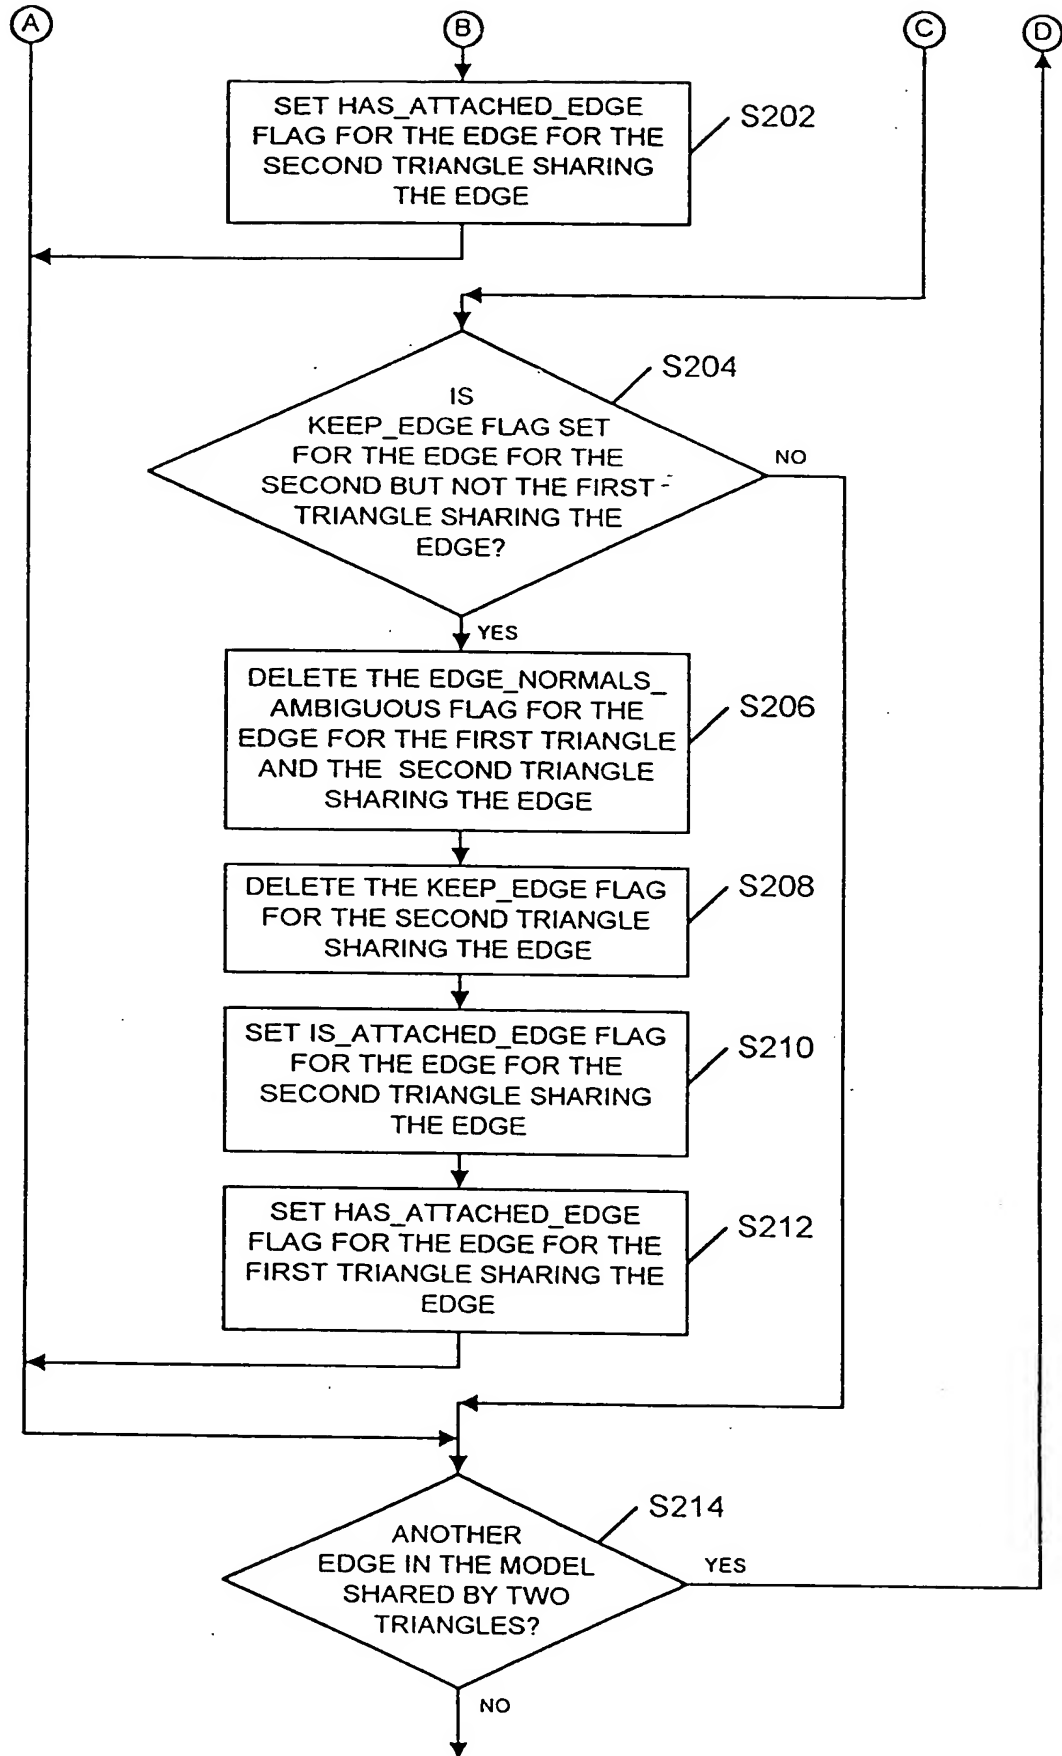 A
B
C
D
SET HAS_ATTACHED_EDGE
FLAG FOR THE EDGE FOR THE
SECOND TRIANGLE SHARING
THE EDGE
S202
S204
IS
KEEP_EDGE FLAG SET
FOR THE EDGE FOR THE
SECOND BUT NOT THE FIRST
TRIANGLE SHARING THE
EDGE?
NO
YES
DELETE THE EDGE_NORMALS_
AMBIGUOUS FLAG FOR THE
EDGE FOR THE FIRST TRIANGLE
AND THE SECOND TRIANGLE
SHARING THE EDGE
S206
DELETE THE KEEP_EDGE FLAG
FOR THE SECOND TRIANGLE
SHARING THE EDGE
S208
SET IS_ATTACHED_EDGE FLAG
FOR THE EDGE FOR THE
SECOND TRIANGLE SHARING
THE EDGE
S210
SET HAS_ATTACHED_EDGE
FLAG FOR THE EDGE FOR THE
FIRST TRIANGLE SHARING THE
EDGE
S212
S214
ANOTHER
EDGE IN THE MODEL
SHARED BY TWO
TRIANGLES?
YES
NO